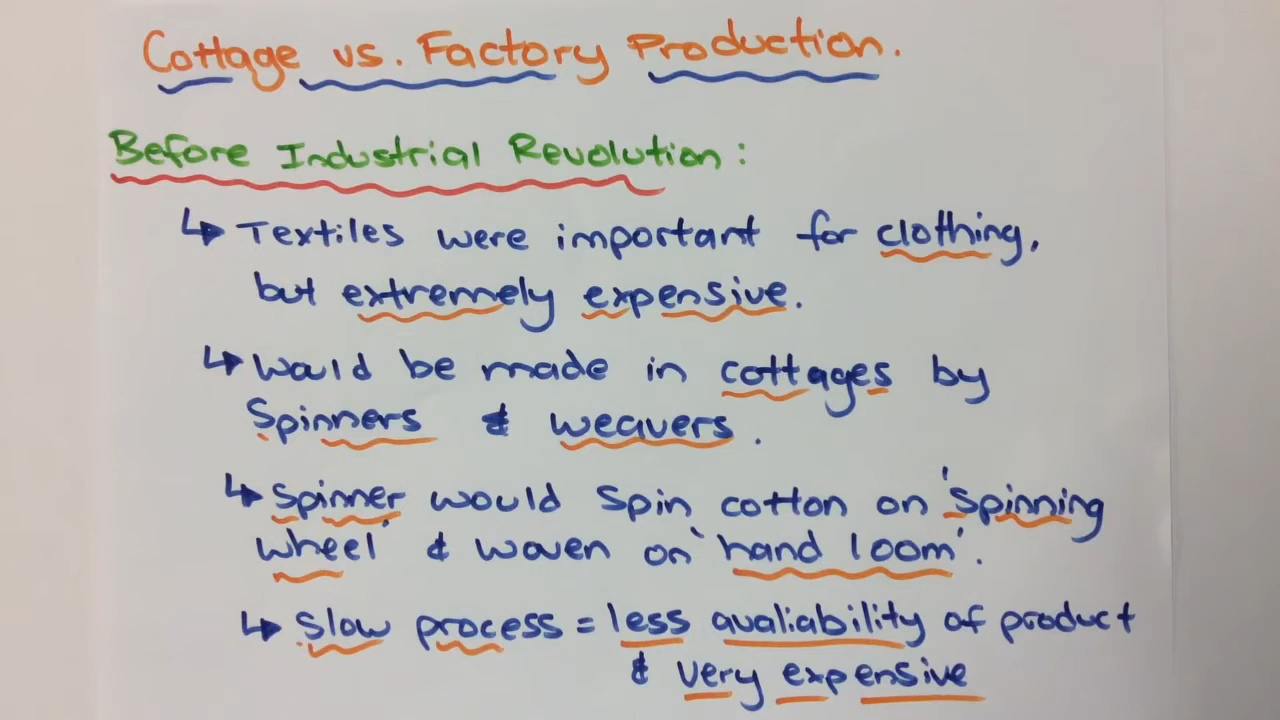 Cottage vs. Factory Production.
Before Industrial Revolution:
↳ Textiles were important for clothing,
but extremely expensive.
↳ Would be made in cottages by
Spinners & weavers.
↳ Spinner would spin cotton on 'spinning
wheel' & woven on 'hand loom'.
↳ Slow process = less avaliability of product
& very expensive